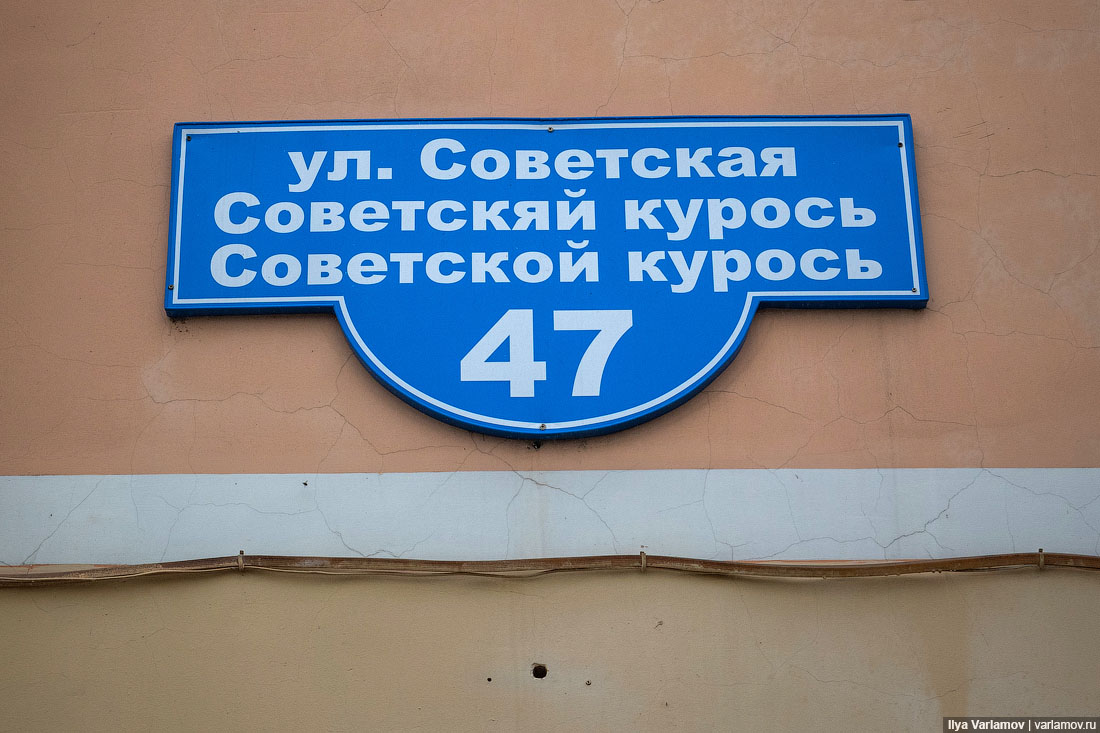 ул. Советская
Советскяй курось
Советской курось
47
Ilya Varlamov | varlamov.ru